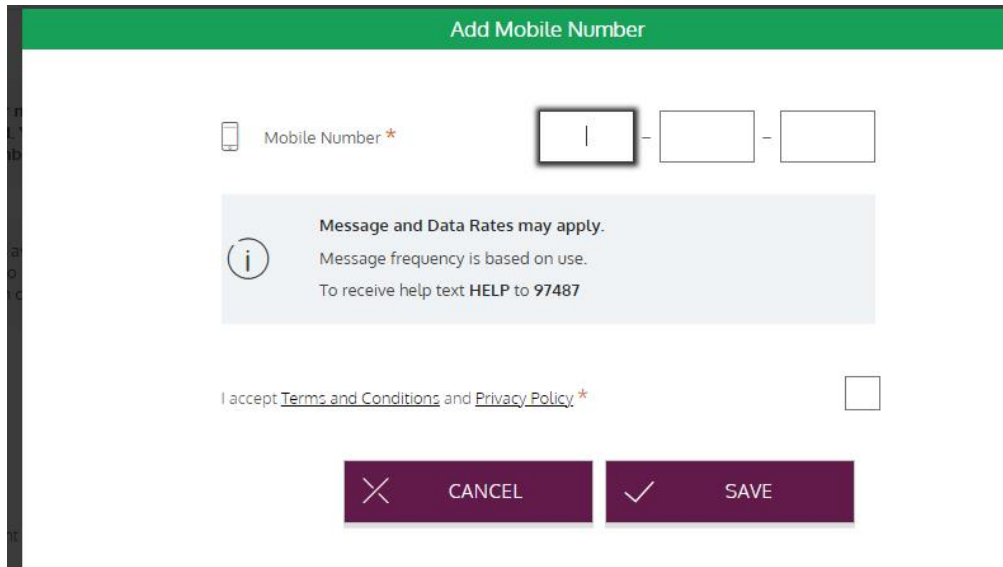 Add Mobile Number
Mobile Number * - -
Message and Data Rates may apply.
Message frequency is based on use.
To receive help text HELP to 97487
I accept Terms and Conditions and Privacy Policy *
CANCEL SAVE